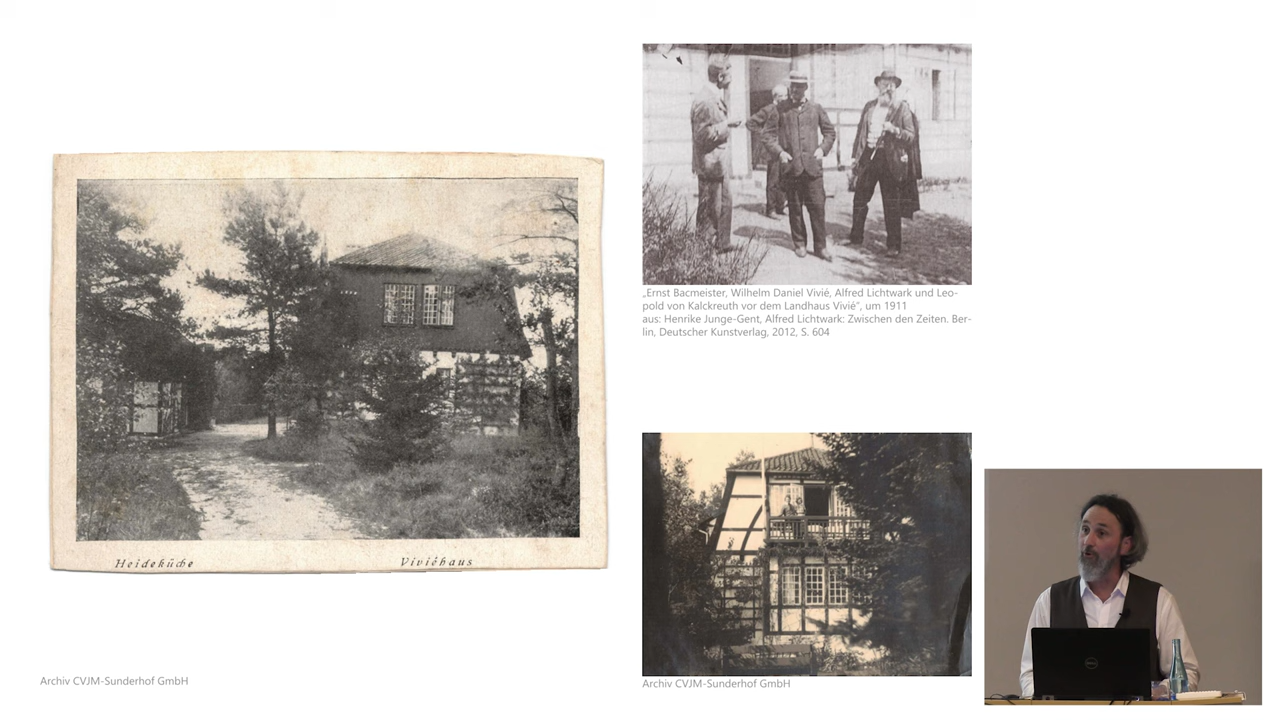 Heideküche Viviéhaus
Archiv CVJM-Sunderhof GmbH
„Ernst Bacmeister, Wilhelm Daniel Vivié, Alfred Lichtwark und Leo-
pold von Kalckreuth vor dem Landhaus Vivié“, um 1911
aus: Henrike Junge-Gent, Alfred Lichtwark: Zwischen den Zeiten. Ber-
lin, Deutscher Kunstverlag, 2012, S. 604
Archiv CVJM-Sunderhof GmbH
DELL